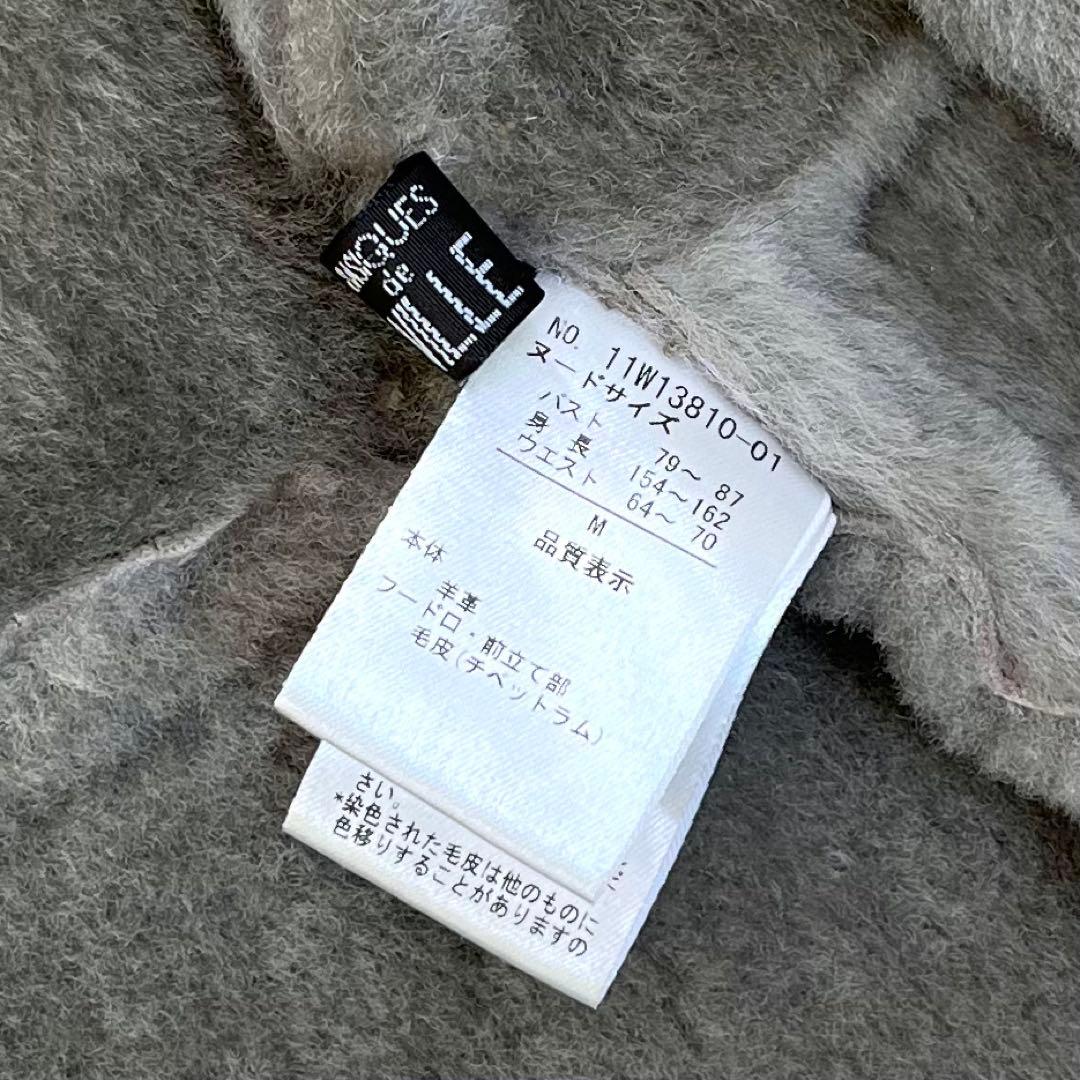 QUES
de
NO. 11W13810-01
ヌードサイズ
バスト 79～ 87
身 長 154～162
ウエスト 64～ 70
M
品質表示
本体
羊革
フード口・前立て部
毛皮(チベットラム)
さい。
*染色された毛皮は他のものに
色移りすることがありますの